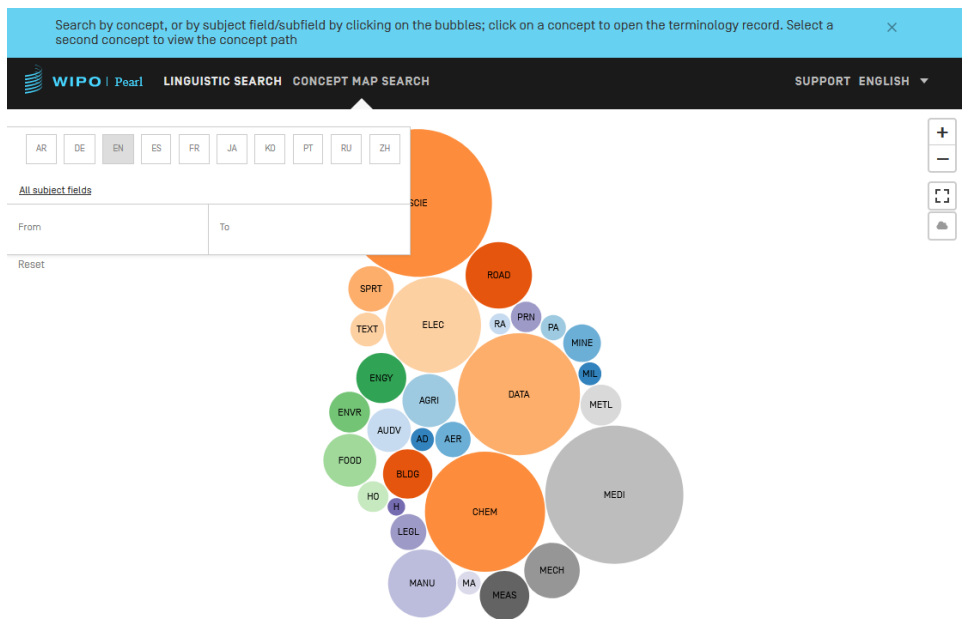 Search by concept, or by subject field/subfield by clicking on the bubbles; click on a concept to open the terminology record. Select a
second concept to view the concept path
WIPO | Pearl LINGUISTIC SEARCH CONCEPT MAP SEARCH SUPPORT ENGLISH
AR DE EN ES FR JA KO PT RU ZH
All subject fields
From To
Reset
SCIE
ROAD
SPRT
TEXT ELEC RA PRN PA
MINE
MIL
ENGY
DATA
AGRI METL
ENVR
AUDV AD AER
FOOD
BLDG
HO MEDI
H
CHEM
LEGL
MECH
MANU MA
MEAS